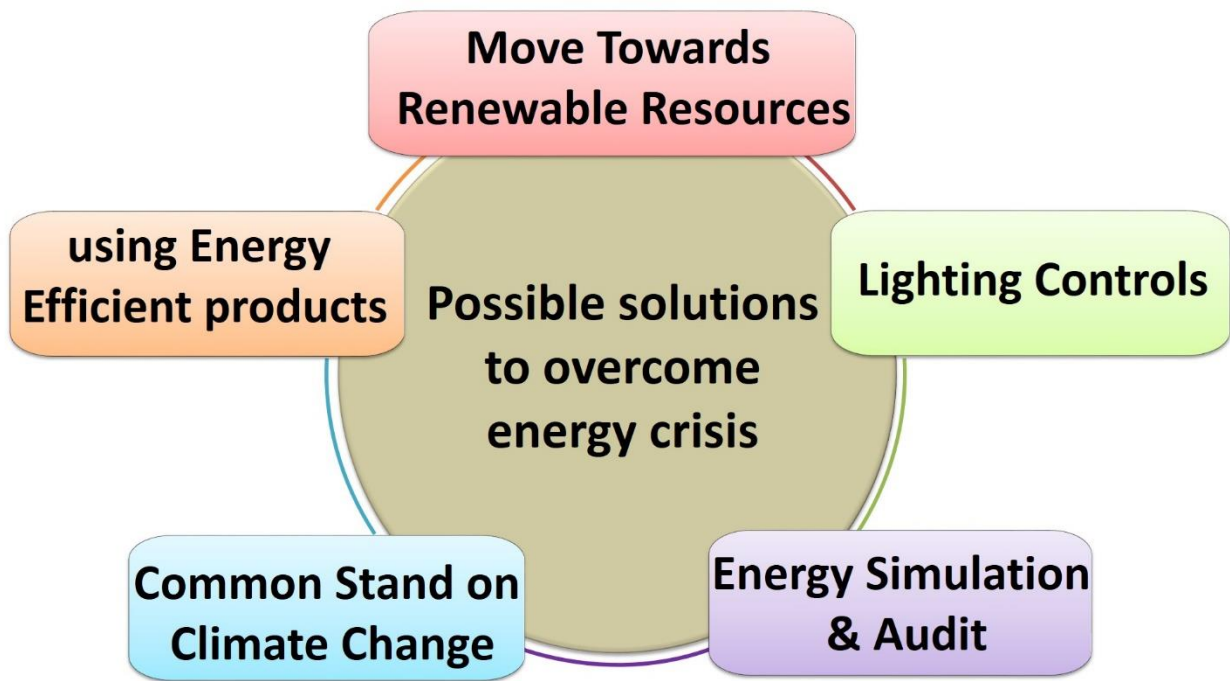 Move Towards
Renewable Resources
using Energy
Efficient products
Lighting Controls
Possible solutions
to overcome
energy crisis
Common Stand on
Climate Change
Energy Simulation
& Audit